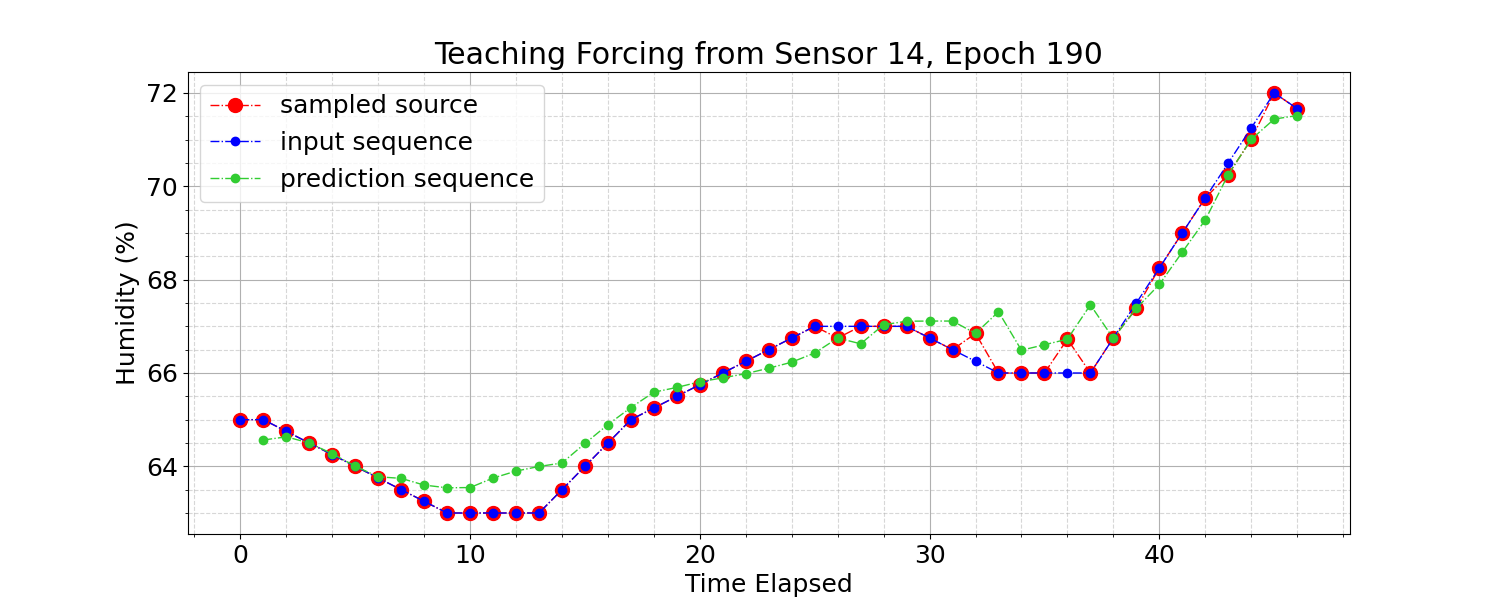 Teaching Forcing from Sensor 14, Epoch 190
72
70
68
66
64
Humidity (%)
sampled source
input sequence
prediction sequence
0 10 20 30 40
Time Elapsed